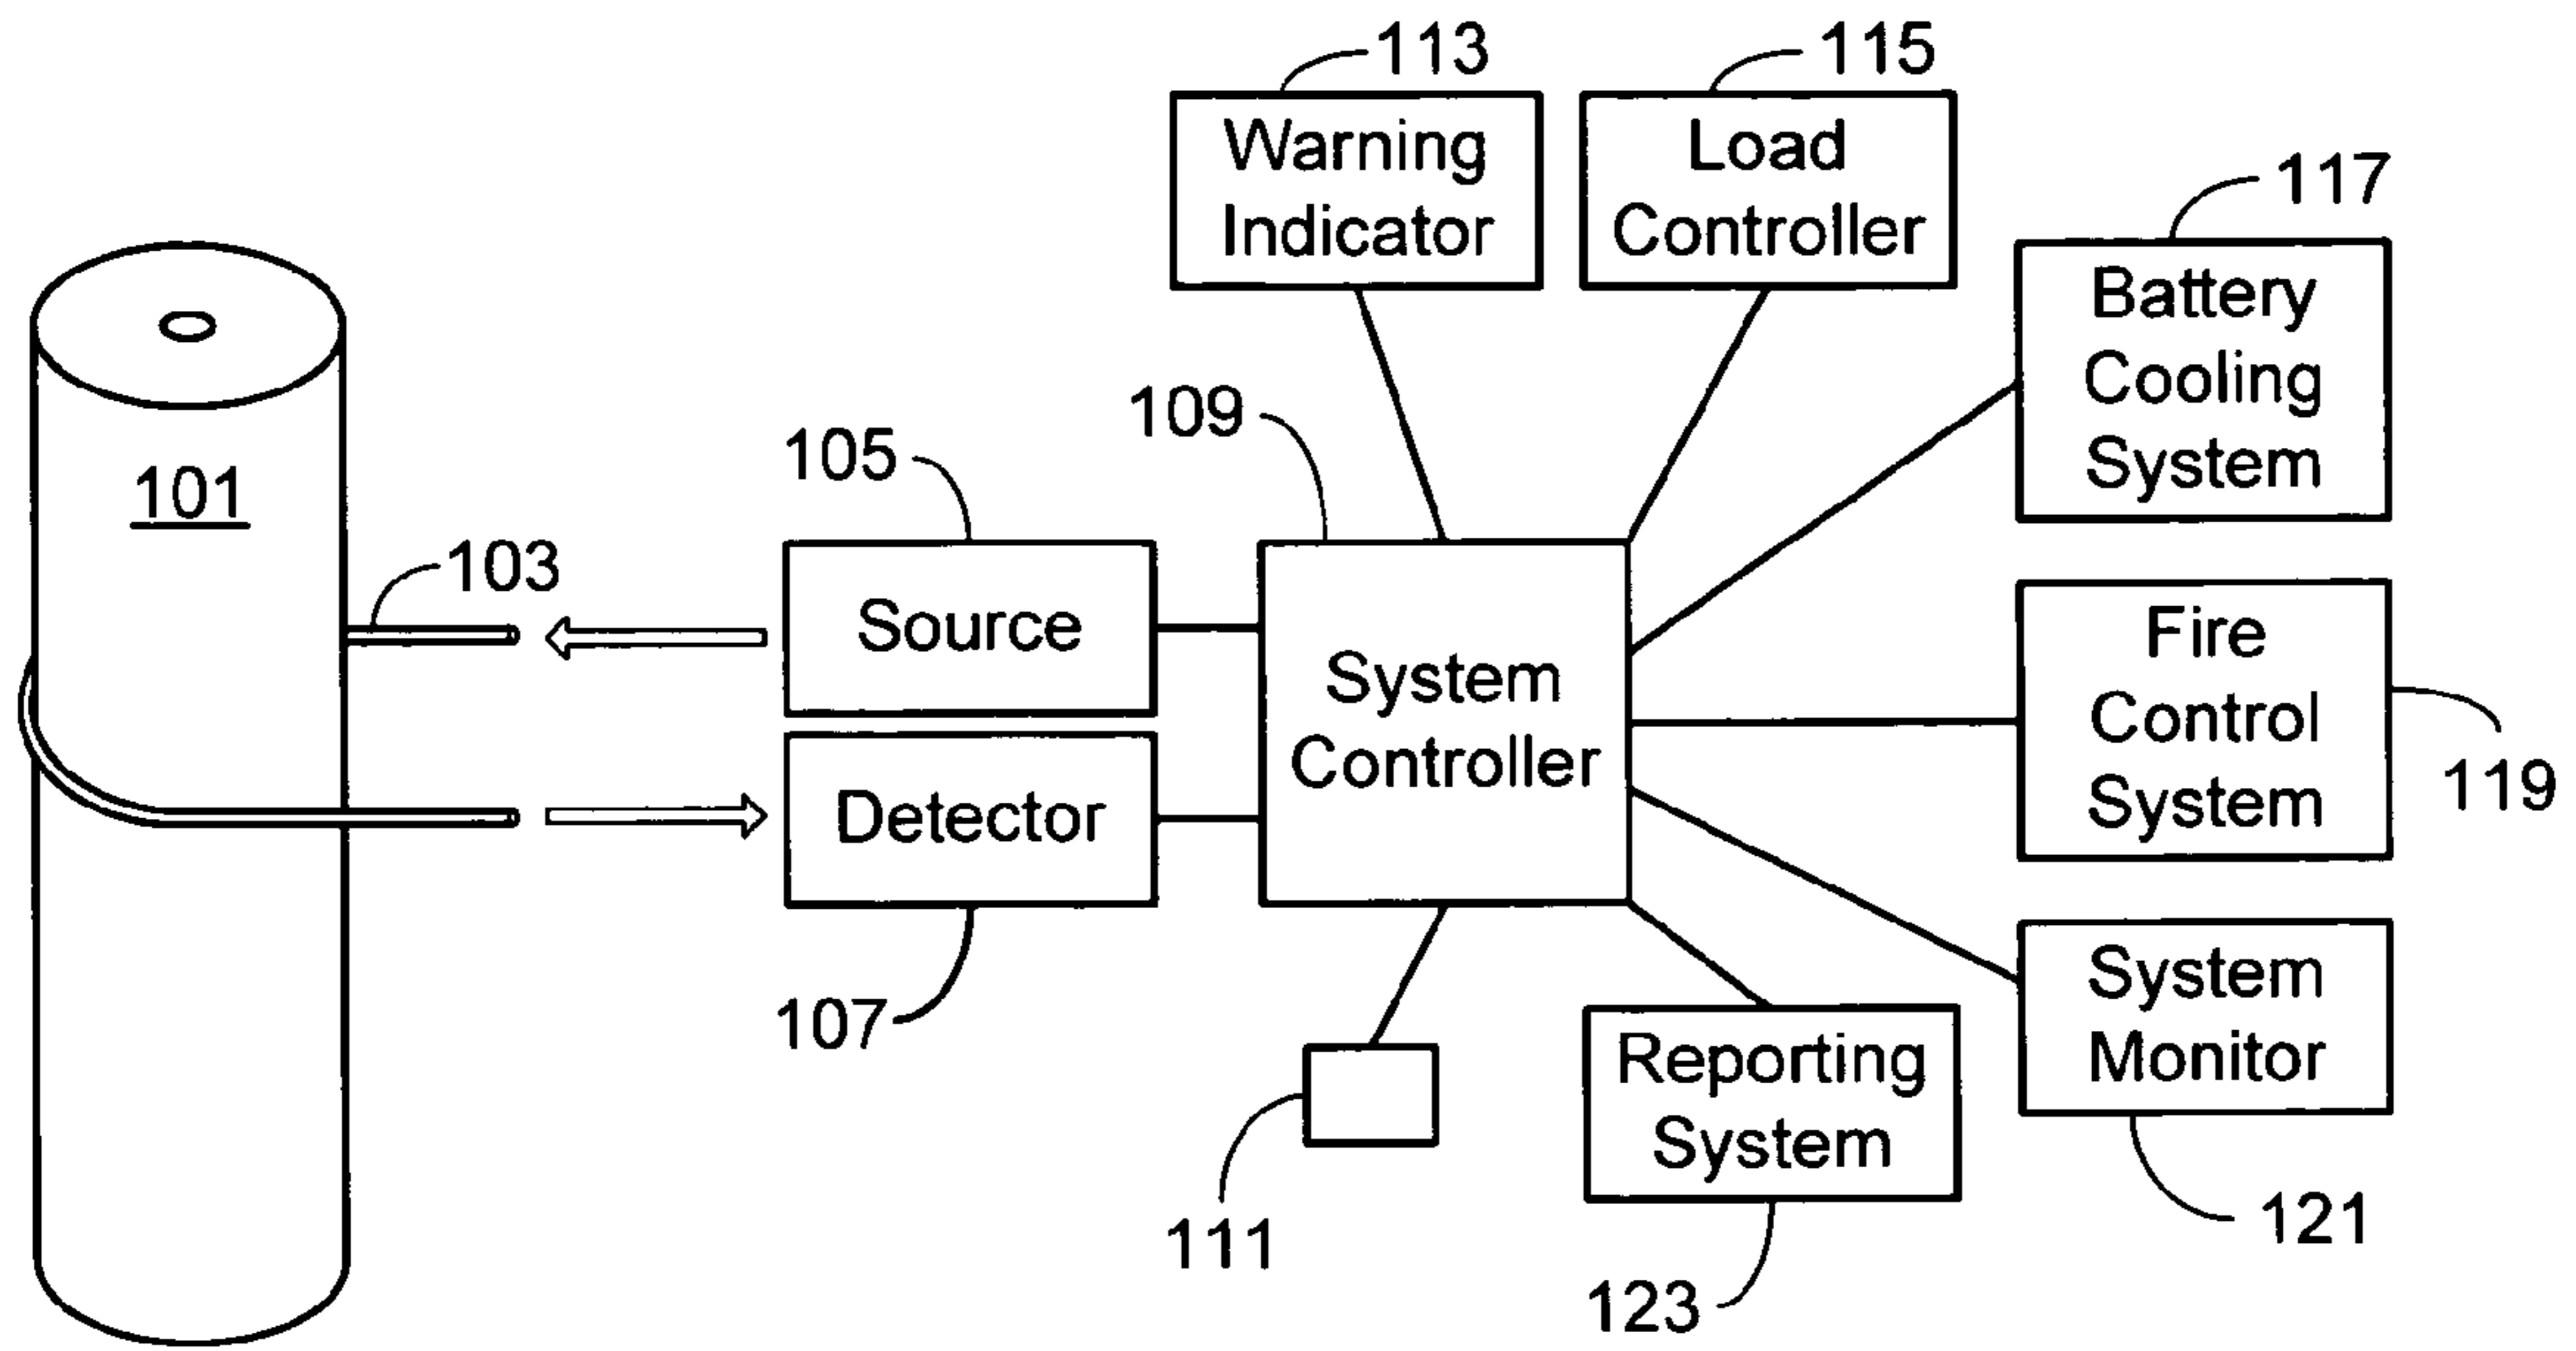 113
115
Warning
Indicator
Load
Controller
117
Battery
Cooling
System
109
105
101
103
Source
System
Controller
Fire
Control
System
119
Detector
107
System
Monitor
Reporting
System
111
121
123